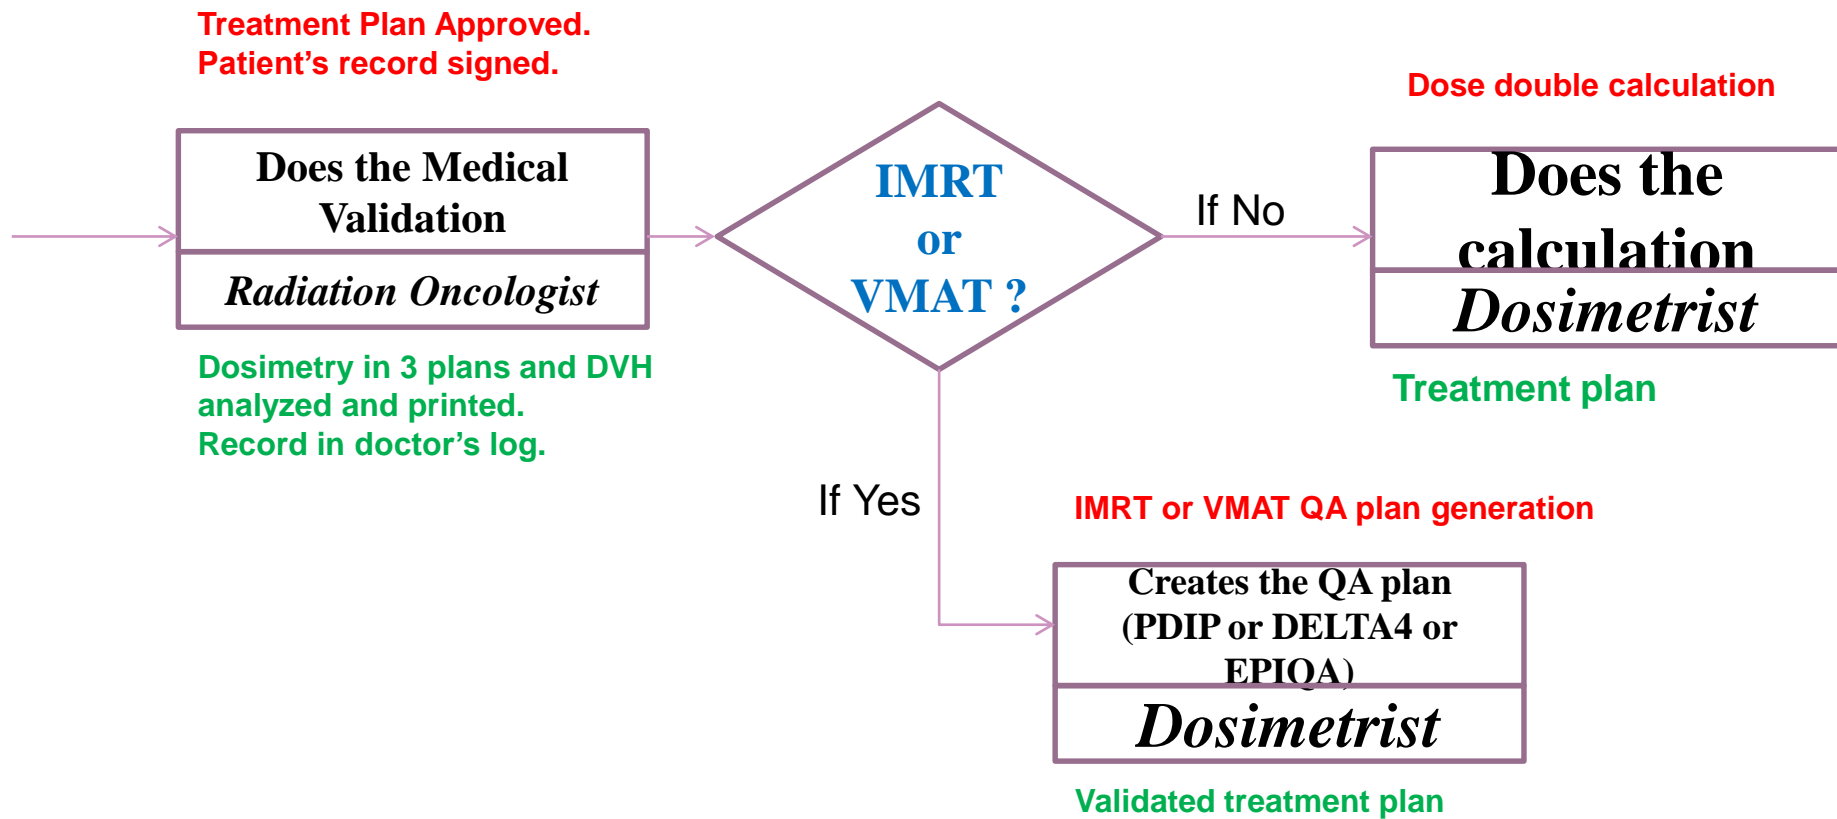 Treatment Plan Approved.
Patient’s record signed.
Does the Medical
Validation
Radiation Oncologist
Dosimetry in 3 plans and DVH
analyzed and printed.
Record in doctor’s log.
IMRT
or
VMAT ?
If No
Dose double calculation
Does the
calculation
Dosimetrist
Treatment plan
If Yes
IMRT or VMAT QA plan generation
Creates the QA plan
(PDIP or DELTA4 or
EPIQA)
Dosimetrist
Validated treatment plan